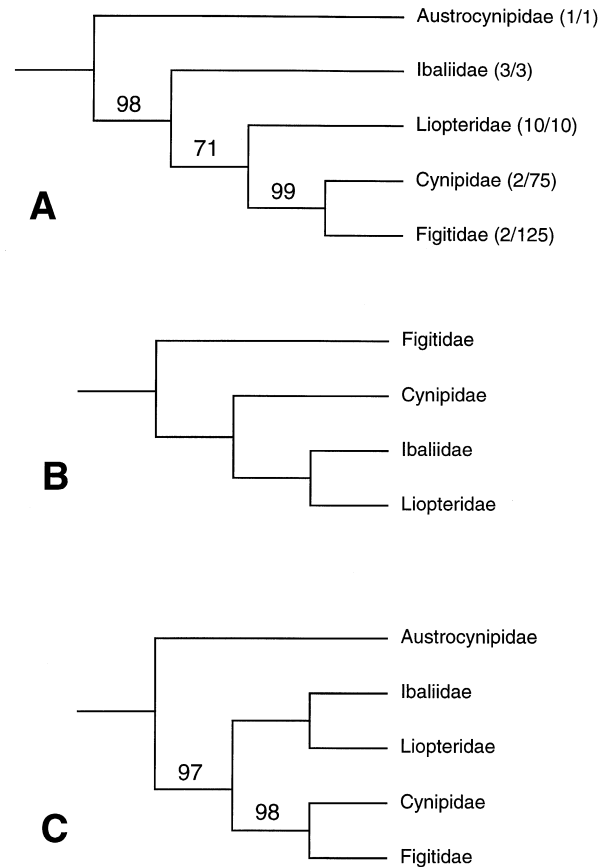 Austrocynipidae (1/1)
Ibaliidae (3/3)
98
Liopteridae (10/10)
71
Cynipidae (2/75)
99
A
Figitidae (2/125)
Figitidae
Cynipidae
Ibaliidae
B
Liopteridae
Austrocynipidae
Ibaliidae
Liopteridae
97
Cynipidae
98
C
Figitidae